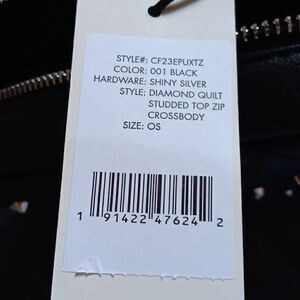 STYLE#: CF23EPUXTZ
COLOR: 001 BLACK
HARDWARE: SHINY SILVER
STYLE: DIAMOND QUILT
STUDDED TOP ZIP
CROSSBODY
SIZE: OS
1 91422 47624 2